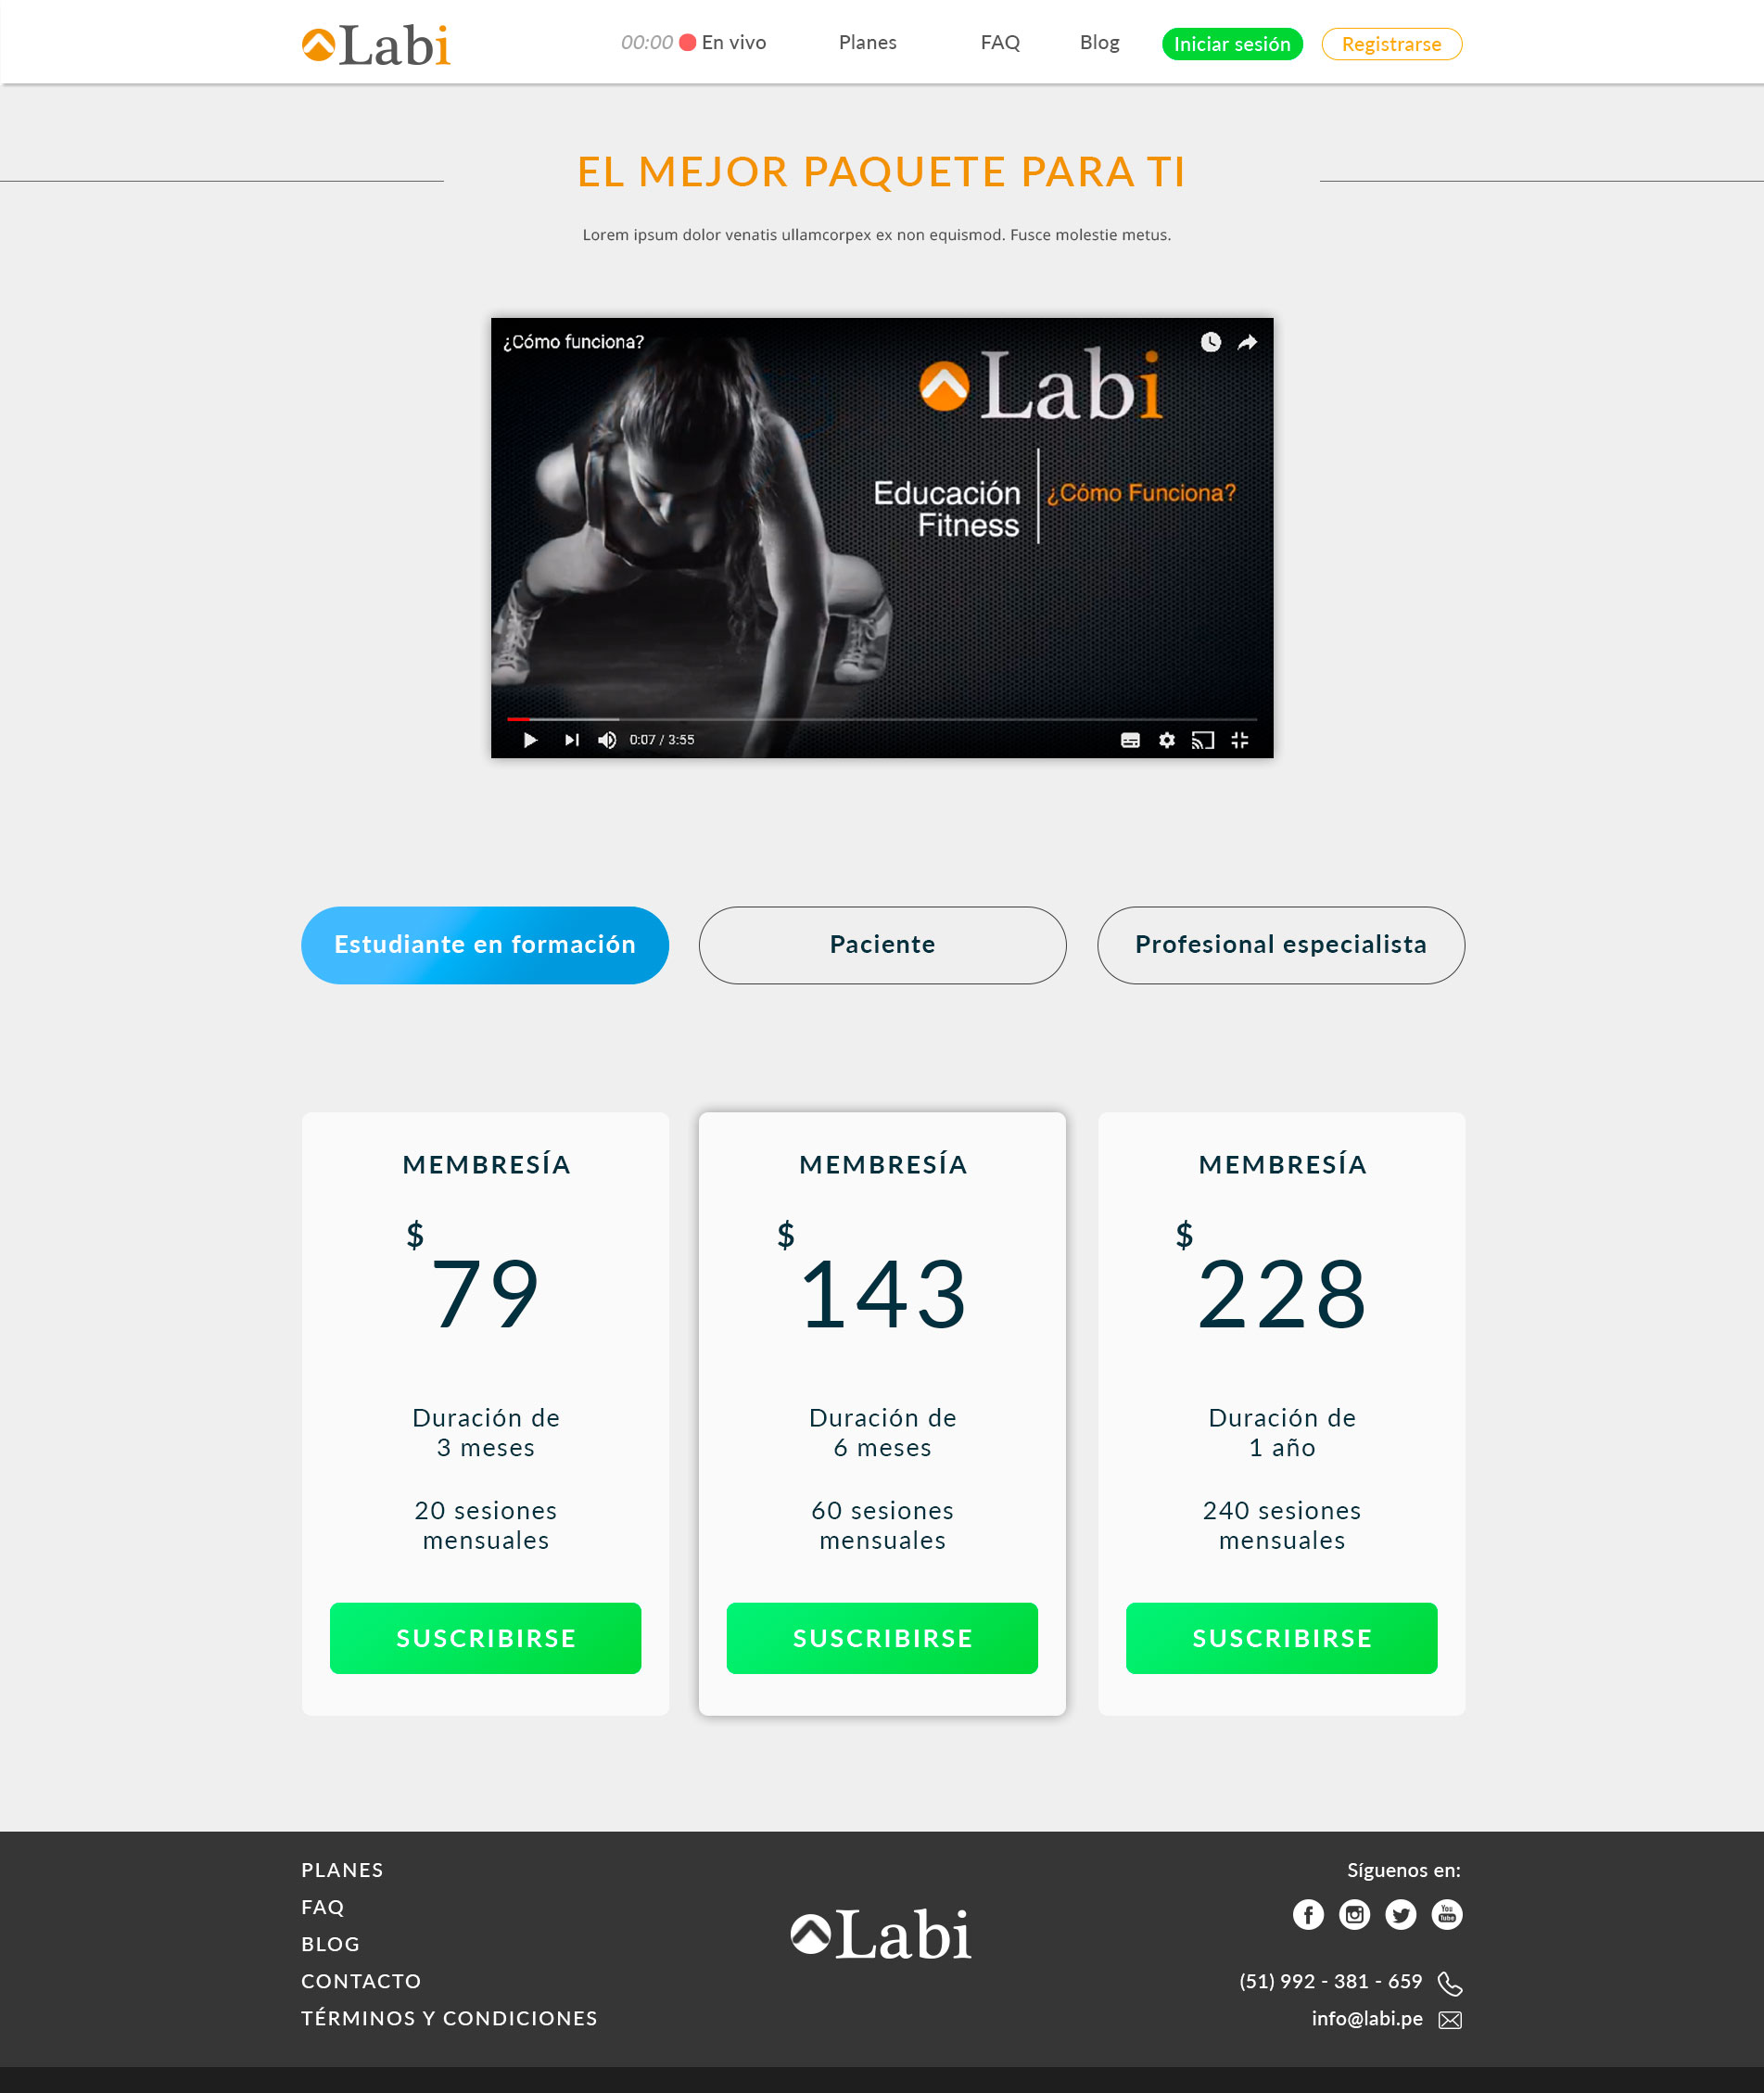 Labi
00:00 En vivo
Planes
FAQ
Blog
Iniciar sesión
Registrarse
EL MEJOR PAQUETE PARA TI
Lorem ipsum dolor venatis ullamcorpex ex non equismod. Fusce molestie metus.
¿Cómo funciona?
Labi
Educación
Fitness
¿Cómo Funciona?
0:07 / 3:55
Estudiante en formación
Paciente
Profesional especialista
MEMBRESÍA
$
79
Duración de
3 meses
20 sesiones
mensuales
SUSCRIBIRSE
MEMBRESÍA
$
143
Duración de
6 meses
60 sesiones
mensuales
SUSCRIBIRSE
MEMBRESÍA
$
228
Duración de
1 año
240 sesiones
mensuales
SUSCRIBIRSE
PLANES
FAQ
BLOG
CONTACTO
TÉRMINOS Y CONDICIONES
Labi
Síguenos en:
You
Tube
(51) 992 - 381 - 659
info@labi.pe